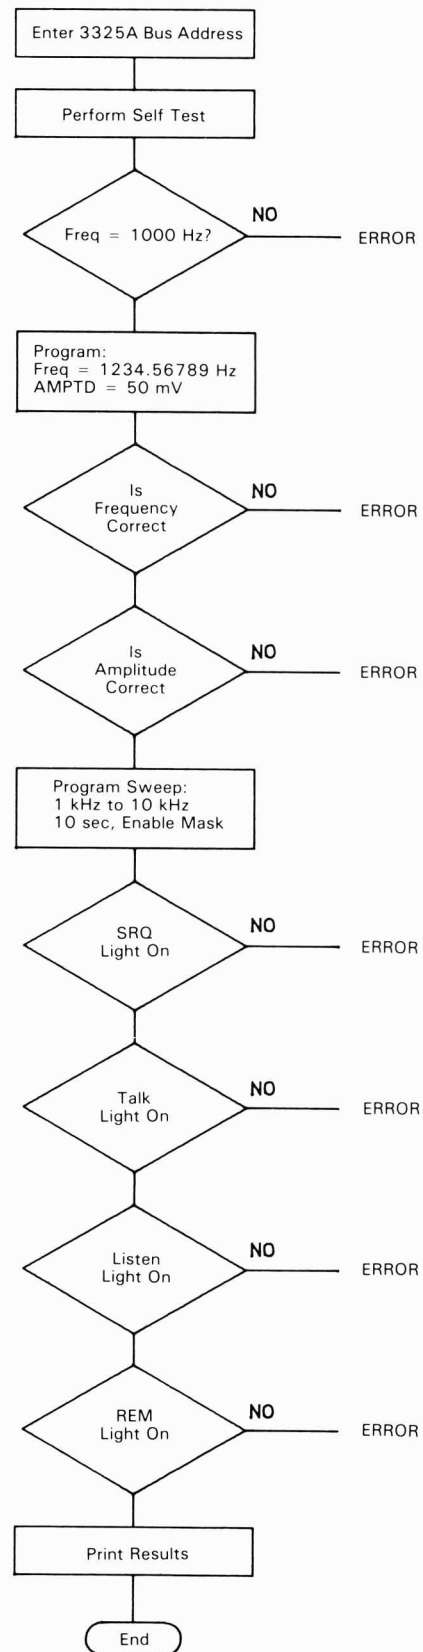 Enter 3325A Bus Address
Perform Self Test
Freq = 1000 Hz?
NO
ERROR
Program:
Freq = 1234.56789 Hz
AMPTD = 50 mV
Is
Frequency
Correct
NO
ERROR
Is
Amplitude
Correct
NO
ERROR
Program Sweep:
1 kHz to 10 kHz
10 sec, Enable Mask
SRQ
Light On
NO
ERROR
Talk
Light On
NO
ERROR
Listen
Light On
NO
ERROR
REM
Light On
NO
ERROR
Print Results
End